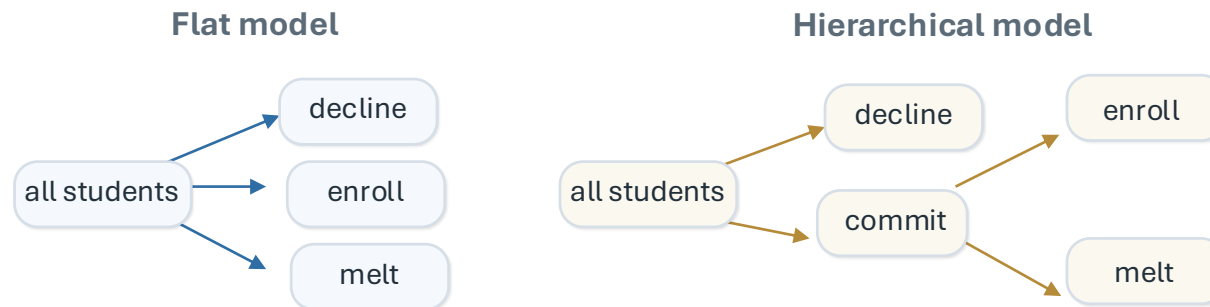 Flat model
all students
decline
enroll
melt
Hierarchical model
all students
decline
commit
enroll
melt